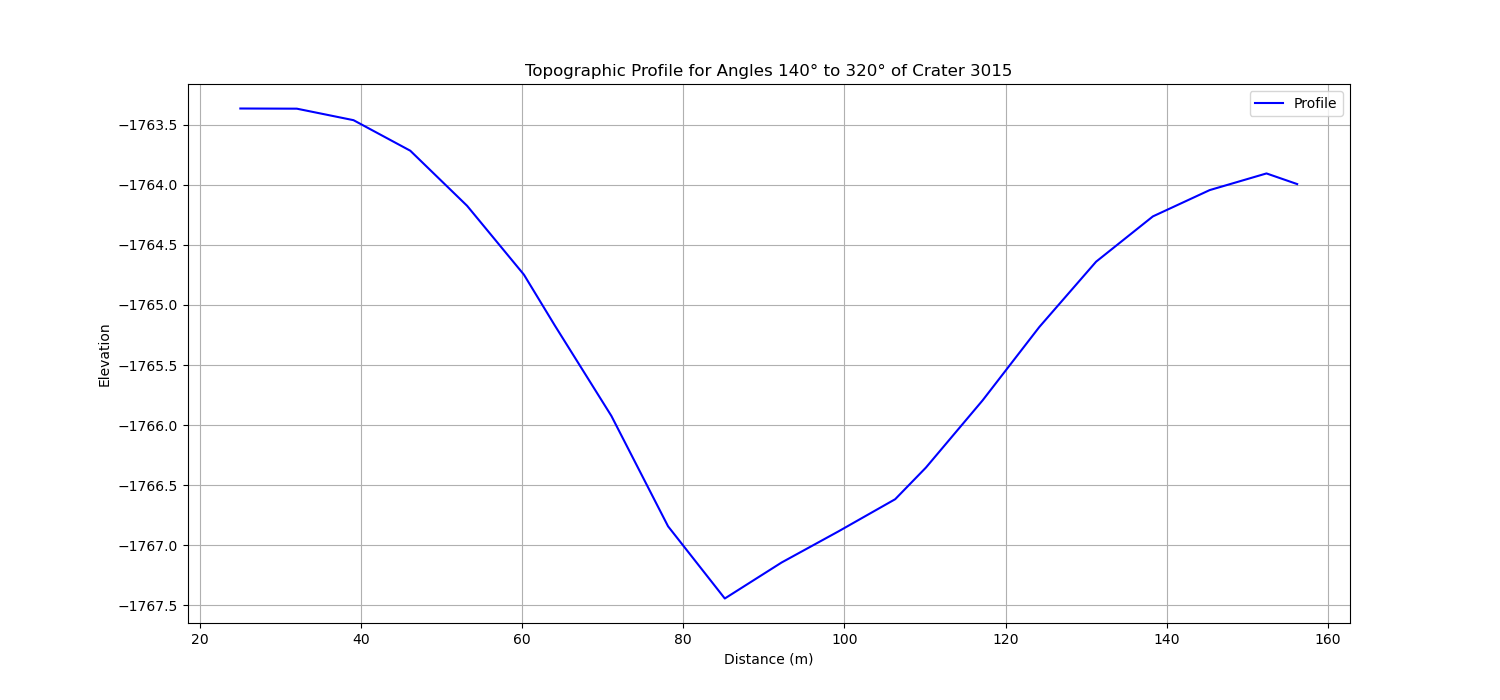 Topographic Profile for Angles 140° to 320° of Crater 3015
Profile
−1763.5
−1764.0
−1764.5
−1765.0
−1765.5
−1766.0
−1766.5
−1767.0
−1767.5
Elevation
20 40 60 80 100 120 140 160
Distance (m)